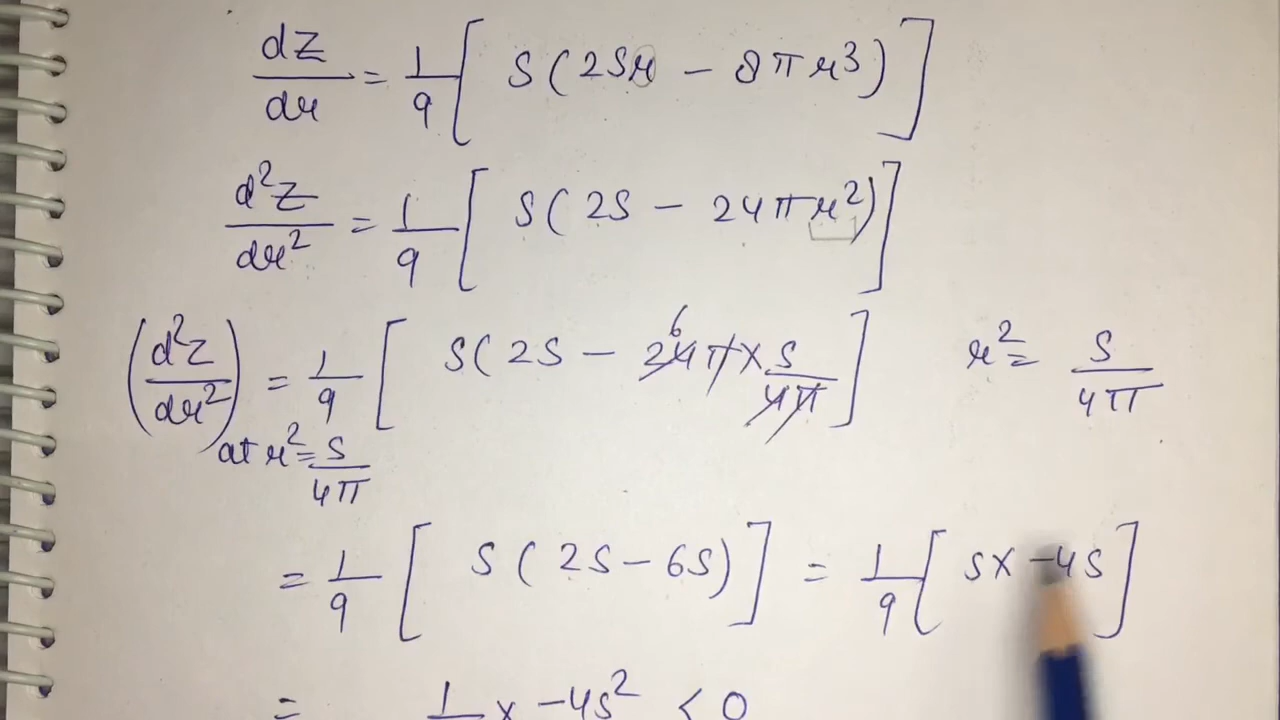 dz/dr = 1/9 [ S(2Sr − 8πr³) ]
d²z/dr² = 1/9 [ S(2S − 24πr²) ]
(d²z/dr²) at r² = S/4π = 1/9 [ S(2S − 24π × S/4π ] r² = S/4π
6
= 1/9 [ S(2S − 6S) ] = 1/9 [ S× −4S ]
= 1/ × −4S² < 0